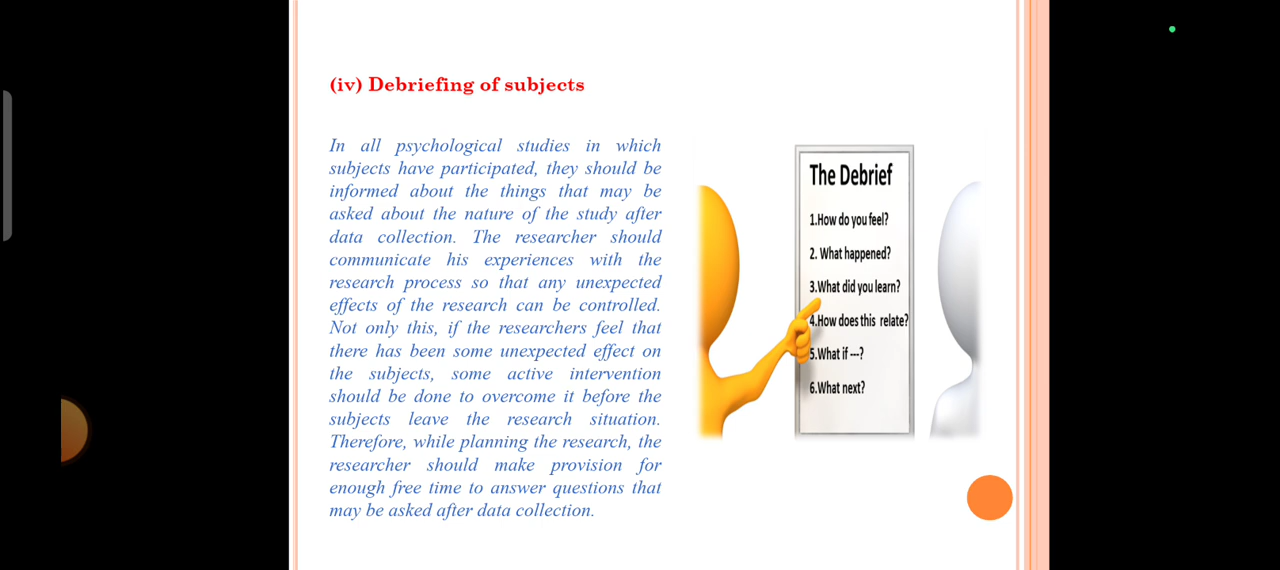 (iv) Debriefing of subjects
In all psychological studies in which
subjects have participated, they should be
informed about the things that may be
asked about the nature of the study after
data collection. The researcher should
communicate his experiences with the
research process so that any unexpected
effects of the research can be controlled.
Not only this, if the researchers feel that
there has been some unexpected effect on
the subjects, some active intervention
should be done to overcome it before the
subjects leave the research situation.
Therefore, while planning the research, the
researcher should make provision for
enough free time to answer questions that
may be asked after data collection.
The Debrief
1.How do you feel?
2. What happened?
3.What did you learn?
4.How does this relate?
5.What if ---?
6.What next?